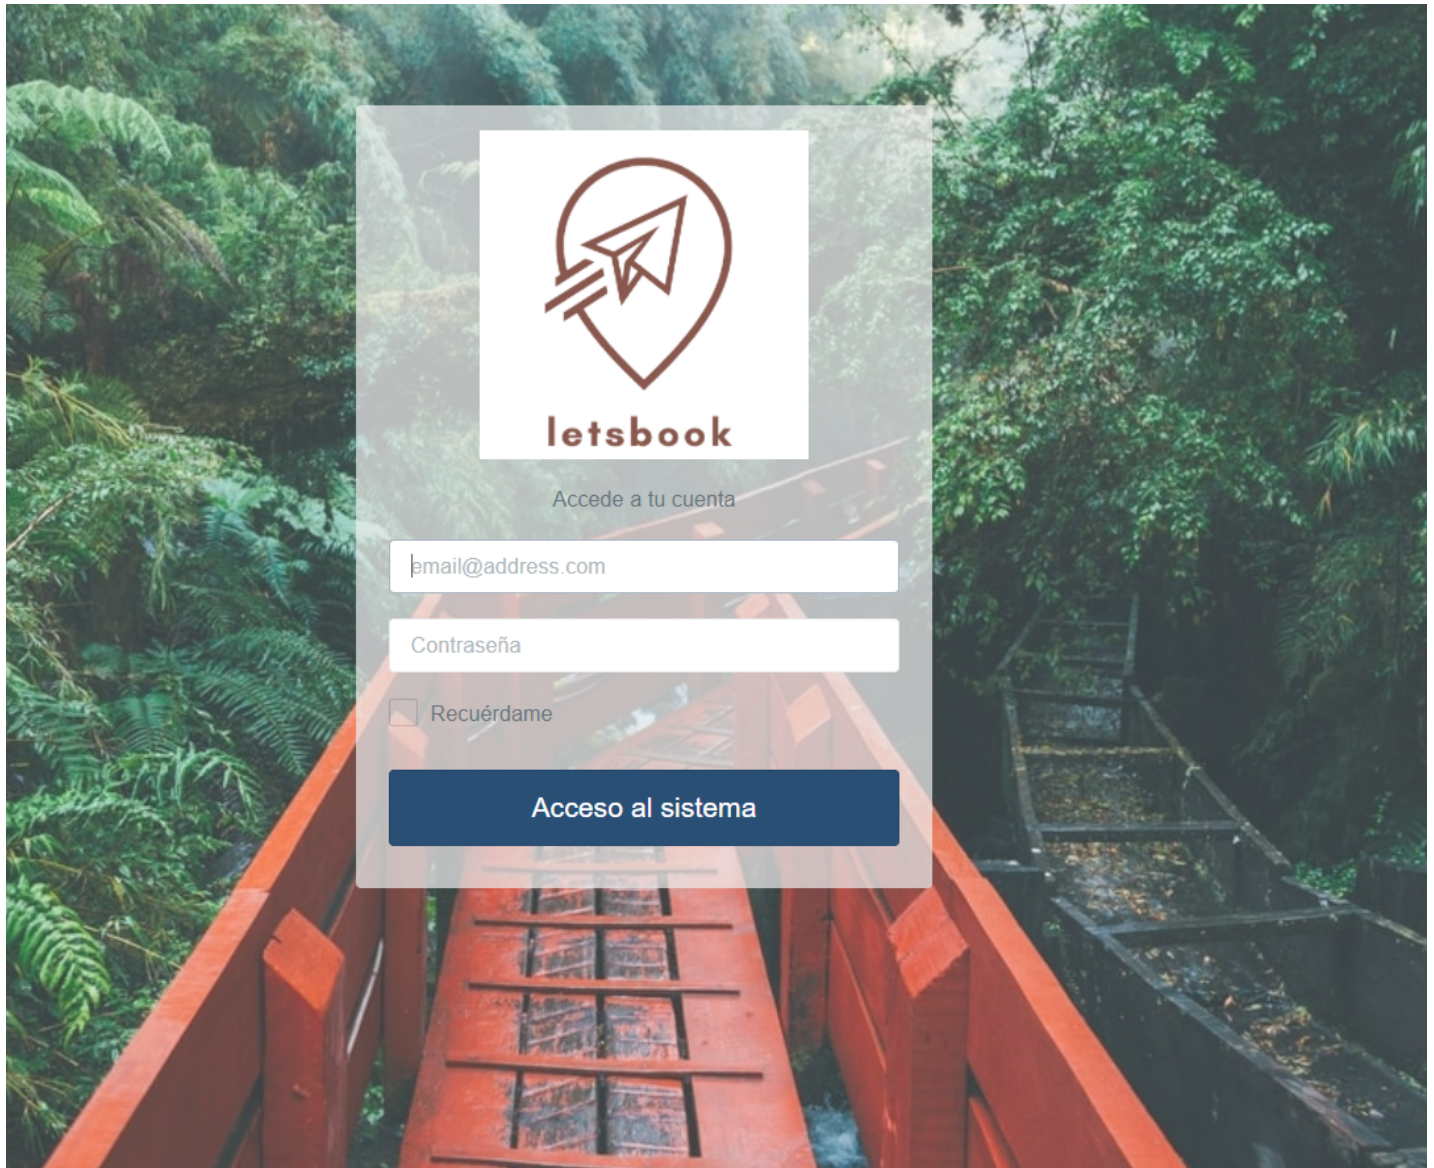 letsbook
Accede a tu cuenta
email@address.com
Contraseña
Recuérdame
Acceso al sistema